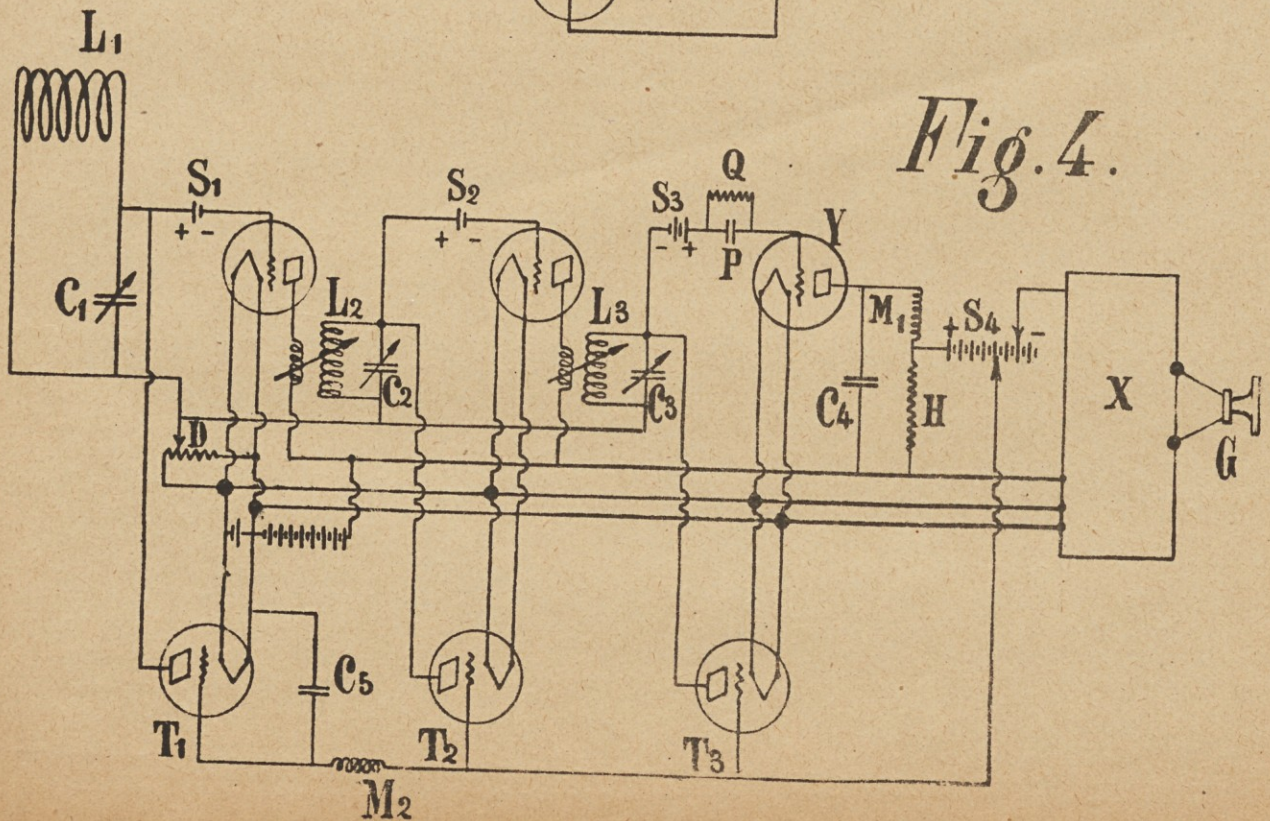 L1
Fig. 4.
S1
S2
S3
Q
+ -
+ -
- +
P
Y
C1
L2
L3
C2
C3
M1
+ S4 -
C4
H
X
G
D
T1
C5
T2
T3
M2